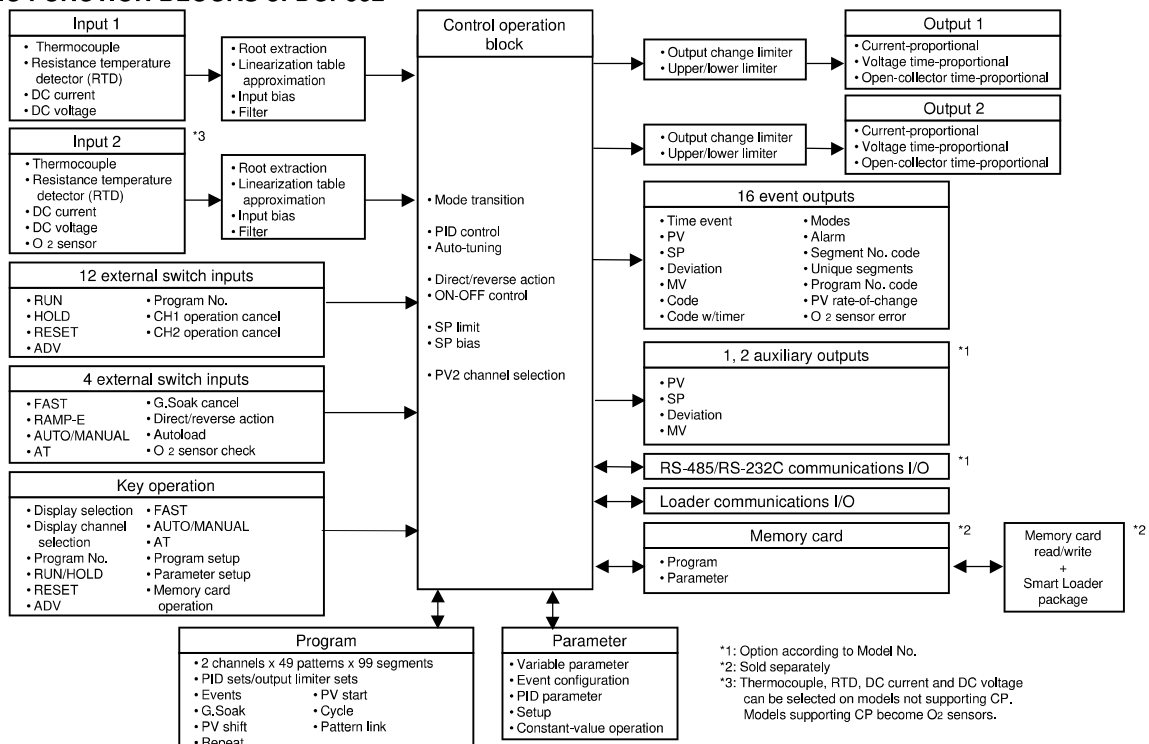 Input 1
• Thermocouple
• Resistance temperature
detector (RTD)
• DC current
• DC voltage
• Root extraction
• Linearization table
approximation
• Input bias
• Filter
Input 2
*3
• Thermocouple
• Resistance temperature
detector (RTD)
• DC current
• DC voltage
• O 2 sensor
• Root extraction
• Linearization table
approximation
• Input bias
• Filter
12 external switch inputs
• RUN
• HOLD
• RESET
• ADV
• Program No.
• CH1 operation cancel
• CH2 operation cancel
4 external switch inputs
• FAST
• RAMP-E
• AUTO/MANUAL
• AT
• G.Soak cancel
• Direct/reverse action
• Autoload
• O 2 sensor check
Key operation
• Display selection
• Display channel
selection
• Program No.
• RUN/HOLD
• RESET
• ADV
• FAST
• AUTO/MANUAL
• AT
• Program setup
• Parameter setup
• Memory card
operation
Control operation
block
• Mode transition
• PID control
• Auto-tuning
• Direct/reverse action
• ON-OFF control
• SP limit
• SP bias
• PV2 channel selection
• Output change limiter
• Upper/lower limiter
Output 1
• Current-proportional
• Voltage time-proportional
• Open-collector time-proportional
• Output change limiter
• Upper/lower limiter
Output 2
• Current-proportional
• Voltage time-proportional
• Open-collector time-proportional
16 event outputs
• Time event
• PV
• SP
• Deviation
• MV
• Code
• Code w/timer
• Modes
• Alarm
• Segment No. code
• Unique segments
• Program No. code
• PV rate-of-change
• O 2 sensor error
1, 2 auxiliary outputs
*1
• PV
• SP
• Deviation
• MV
RS-485/RS-232C communications I/O
*1
Loader communications I/O
Memory card
*2
• Program
• Parameter
Memory card
read/write
+
Smart Loader
package
*2
Program
• 2 channels x 49 patterns x 99 segments
• PID sets/output limiter sets
• Events
• G.Soak
• PV shift
• Repeat
• PV start
• Cycle
• Pattern link
Parameter
• Variable parameter
• Event configuration
• PID parameter
• Setup
• Constant-value operation
*1: Option according to Model No.
*2: Sold separately
*3: Thermocouple, RTD, DC current and DC voltage
can be selected on models not supporting CP.
Models supporting CP become O2 sensors.